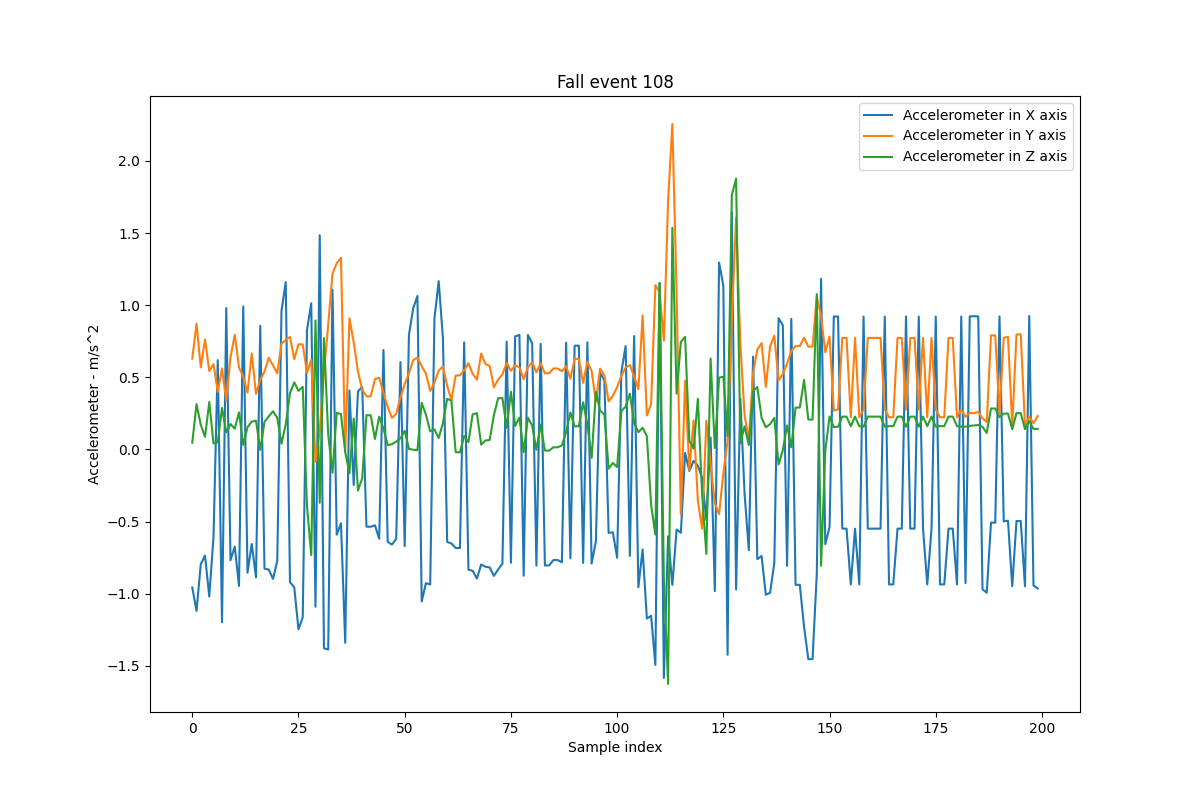 Fall event 108
Accelerometer in X axis
Accelerometer in Y axis
Accelerometer in Z axis
Accelerometer - m/s^2
2.0
1.5
1.0
0.5
0.0
−0.5
−1.0
−1.5
0 25 50 75 100 125 150 175 200
Sample index